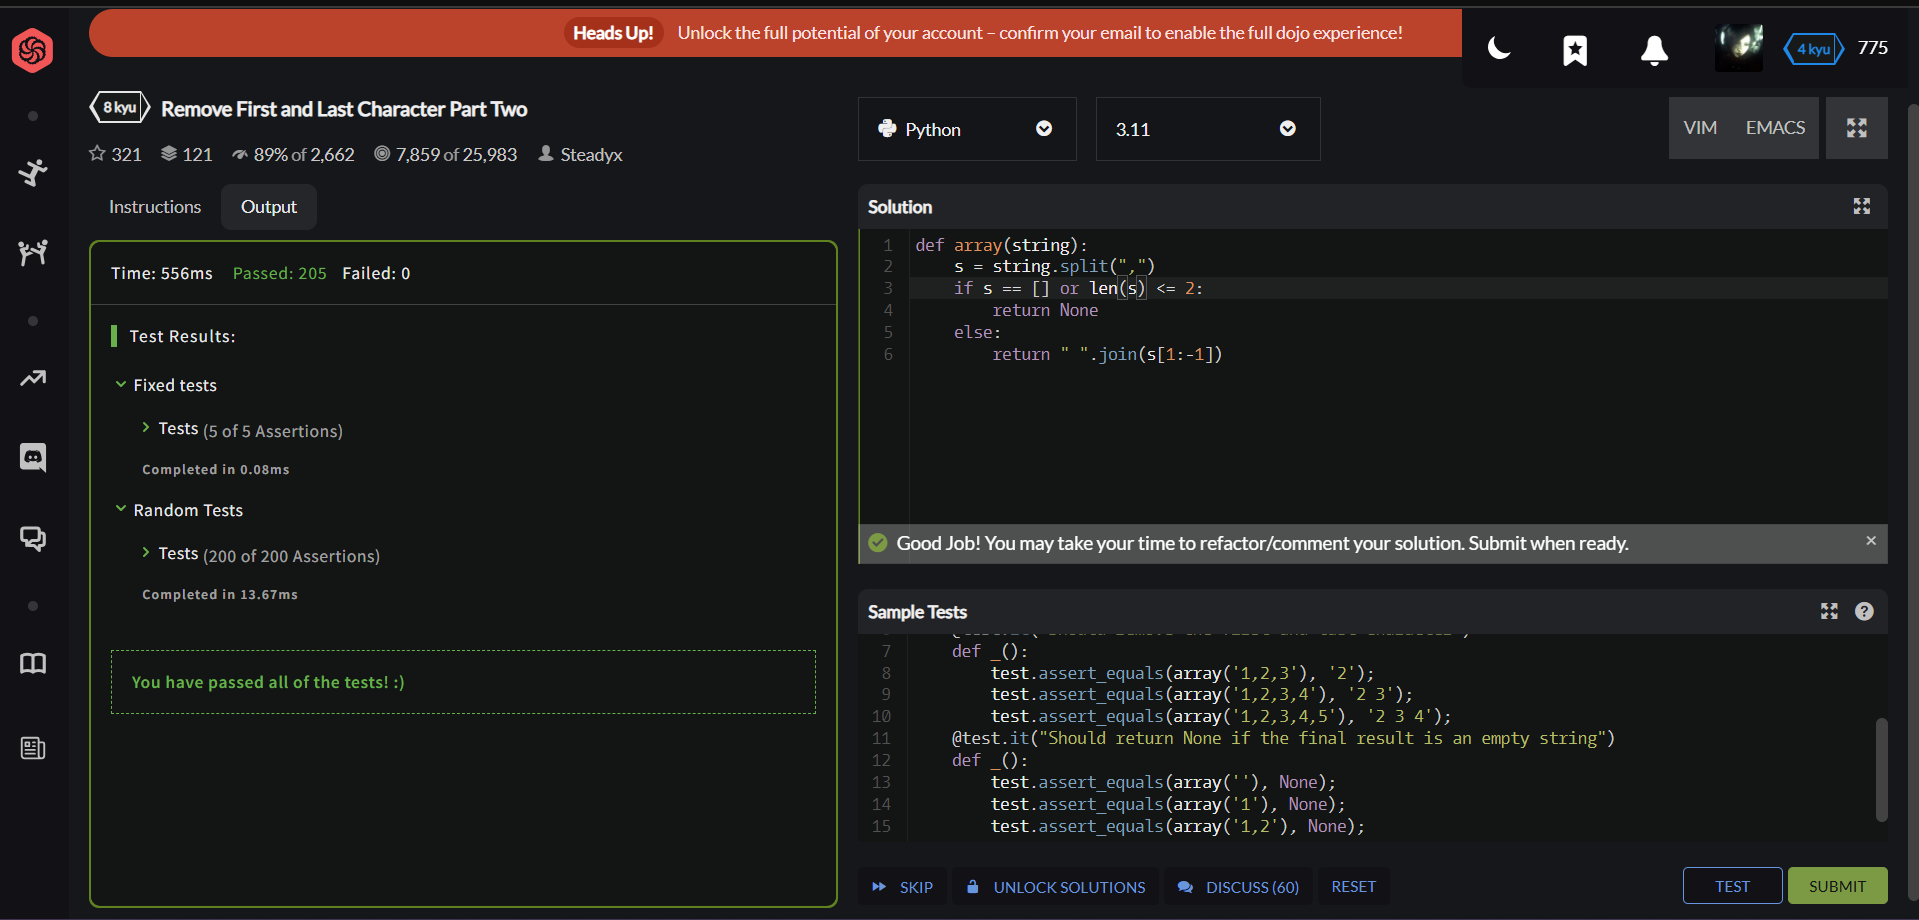 Heads Up! Unlock the full potential of your account – confirm your email to enable the full dojo experience!
4 kyu 775
8 kyu Remove First and Last Character Part Two
321 121 89% of 2,662 7,859 of 25,983 Steadyx
Instructions Output
Time: 556ms Passed: 205 Failed: 0
Test Results:
Fixed tests
Tests (5 of 5 Assertions)
Completed in 0.08ms
Random Tests
Tests (200 of 200 Assertions)
Completed in 13.67ms
You have passed all of the tests! :)
Python 3.11 VIM EMACS
Solution
1 def array(string):
2 s = string.split(",")
3 if s == [] or len(s) <= 2:
4 return None
5 else:
6 return " ".join(s[1:-1])
Good Job! You may take your time to refactor/comment your solution. Submit when ready. ×
Sample Tests ?
7 def _():
8 test.assert_equals(array('1,2,3'), '2');
9 test.assert_equals(array('1,2,3,4'), '2 3');
10 test.assert_equals(array('1,2,3,4,5'), '2 3 4');
11 @test.it("Should return None if the final result is an empty string")
12 def _():
13 test.assert_equals(array(''), None);
14 test.assert_equals(array('1'), None);
15 test.assert_equals(array('1,2'), None);
SKIP UNLOCK SOLUTIONS DISCUSS (60) RESET TEST SUBMIT